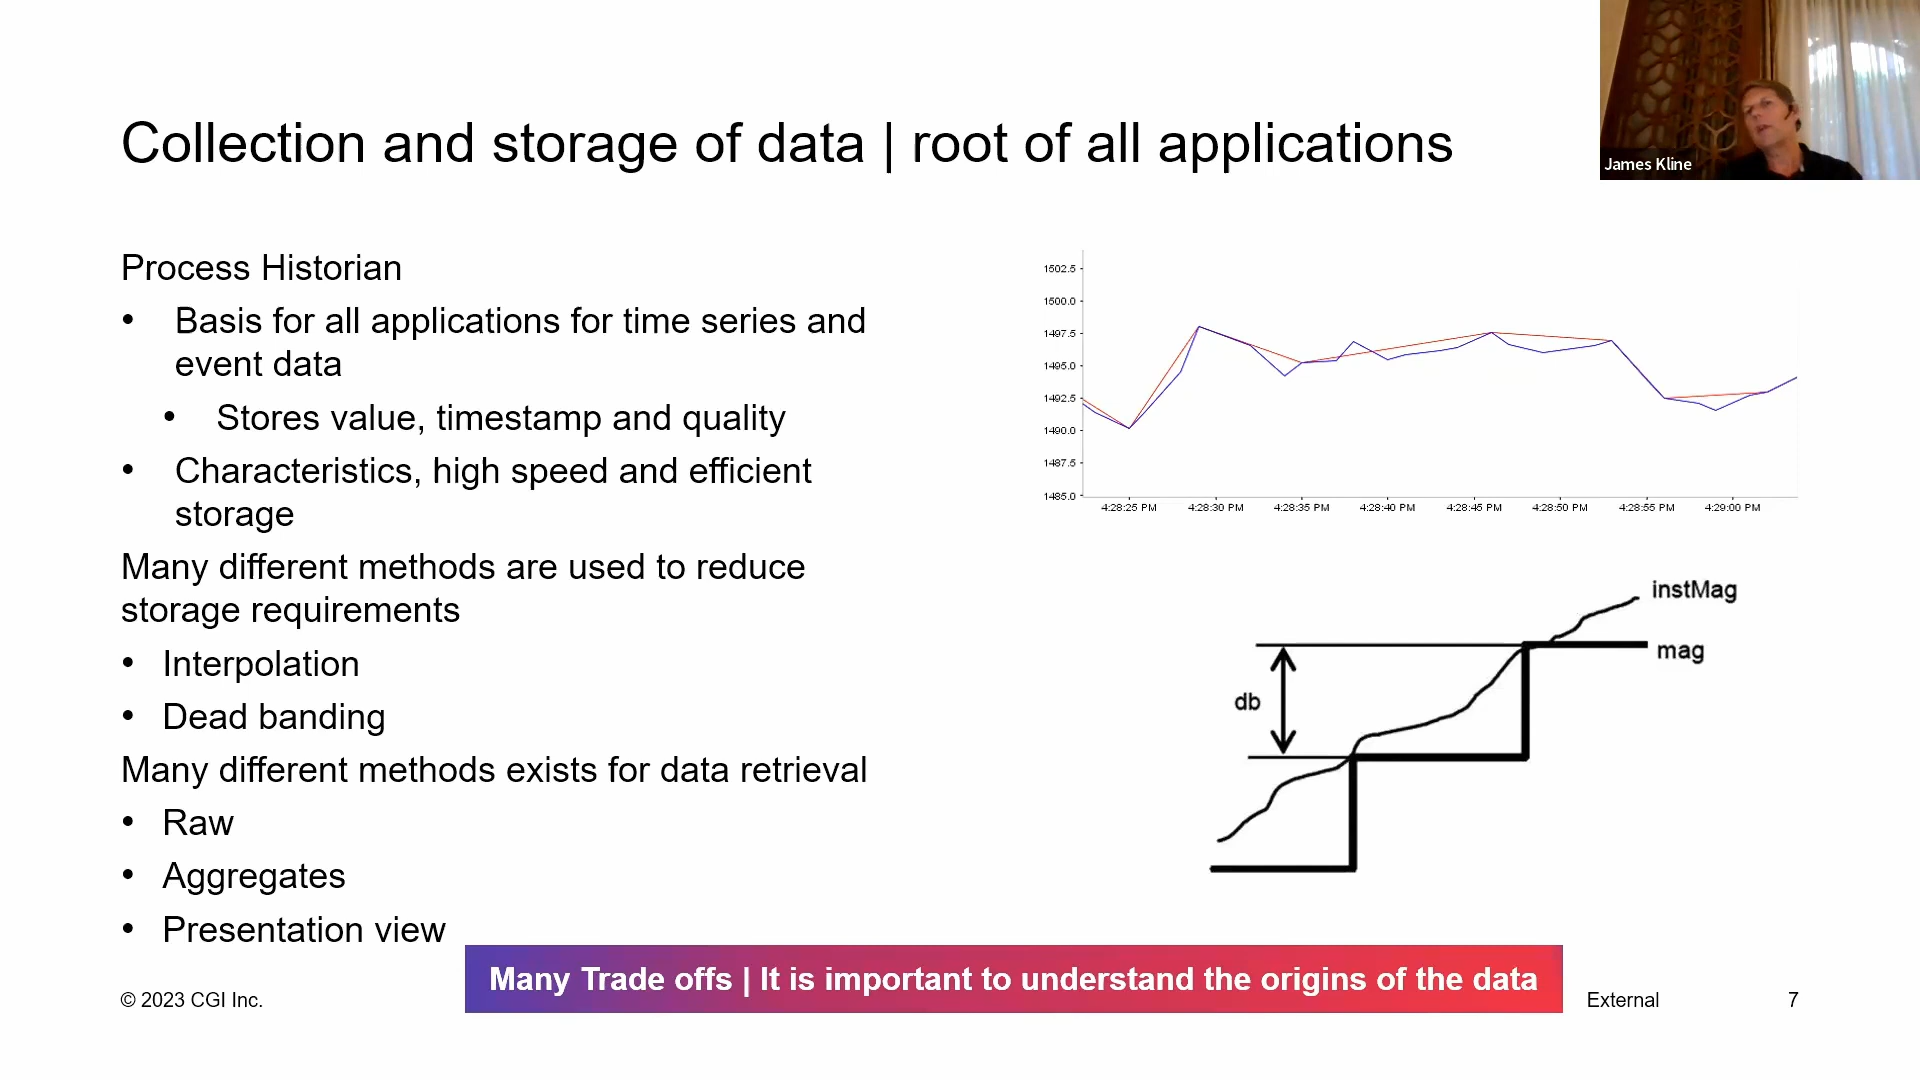 Collection and storage of data | root of all applications
James Kline
Process Historian
• Basis for all applications for time series and
event data
• Stores value, timestamp and quality
• Characteristics, high speed and efficient
storage
Many different methods are used to reduce
storage requirements
• Interpolation
• Dead banding
Many different methods exists for data retrieval
• Raw
• Aggregates
• Presentation view
1502.5
1500.0
1497.5
1495.0
1492.5
1490.0
1487.5
1485.0
4:28:25 PM 4:28:30 PM 4:28:35 PM 4:28:40 PM 4:28:45 PM 4:28:50 PM 4:28:55 PM 4:29:00 PM
instMag
mag
db
Many Trade offs | It is important to understand the origins of the data
© 2023 CGI Inc.
External
7